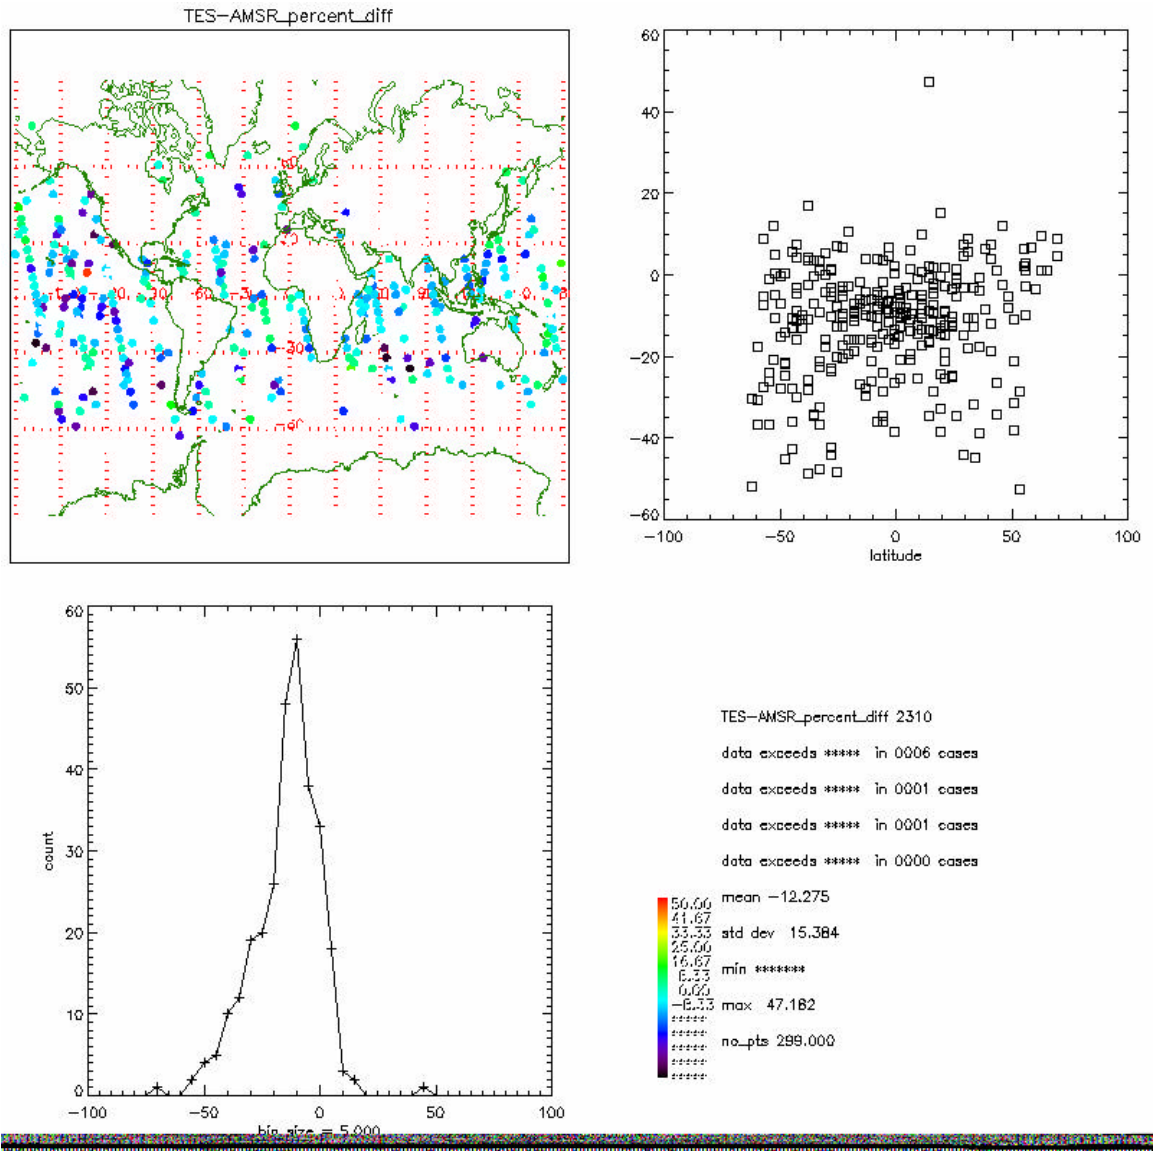 TES-AMSR_percent_diff
60
40
20
0
-20
-40
-60
-100
-50
0
50
100
latitude
-30
-60
60
50
40
30
20
10
0
count
-100
-50
0
50
100
bin size = 5.000
TES-AMSR_percent_diff 2310
data exceeds ***** in 0006 cases
data exceeds ***** in 0001 cases
data exceeds ***** in 0001 cases
data exceeds ***** in 0000 cases
mean -12.275
std dev 15.384
min *******
max 47.182
no_pts 299.000
50.00
41.67
33.33
25.00
16.67
8.33
0.00
-8.33
*****
*****
*****
*****
*****